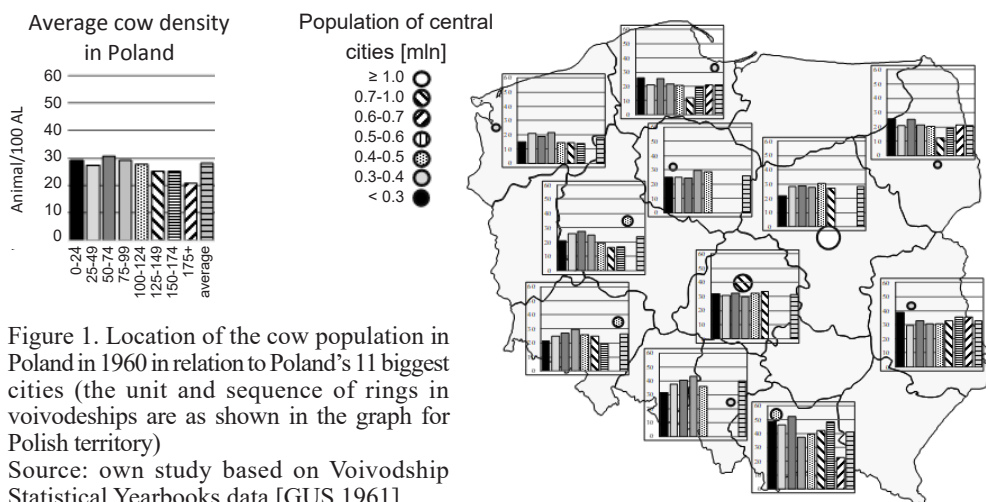 Average cow density
in Poland
60
50
40
30
20
10
0
Animal/100 AL
0-24
25-49
50-74
75-99
100-124
125-149
150-174
175+
average
Population of central
cities [mln]
≥ 1.0
0.7-1.0
0.6-0.7
0.5-0.6
0.4-0.5
0.3-0.4
< 0.3
Figure 1. Location of the cow population in
Poland in 1960 in relation to Poland's 11 biggest
cities (the unit and sequence of rings in
voivodeships are as shown in the graph for
Polish territory)
Source: own study based on Voivodship
Statistical Yearbooks data [GUS 1961]